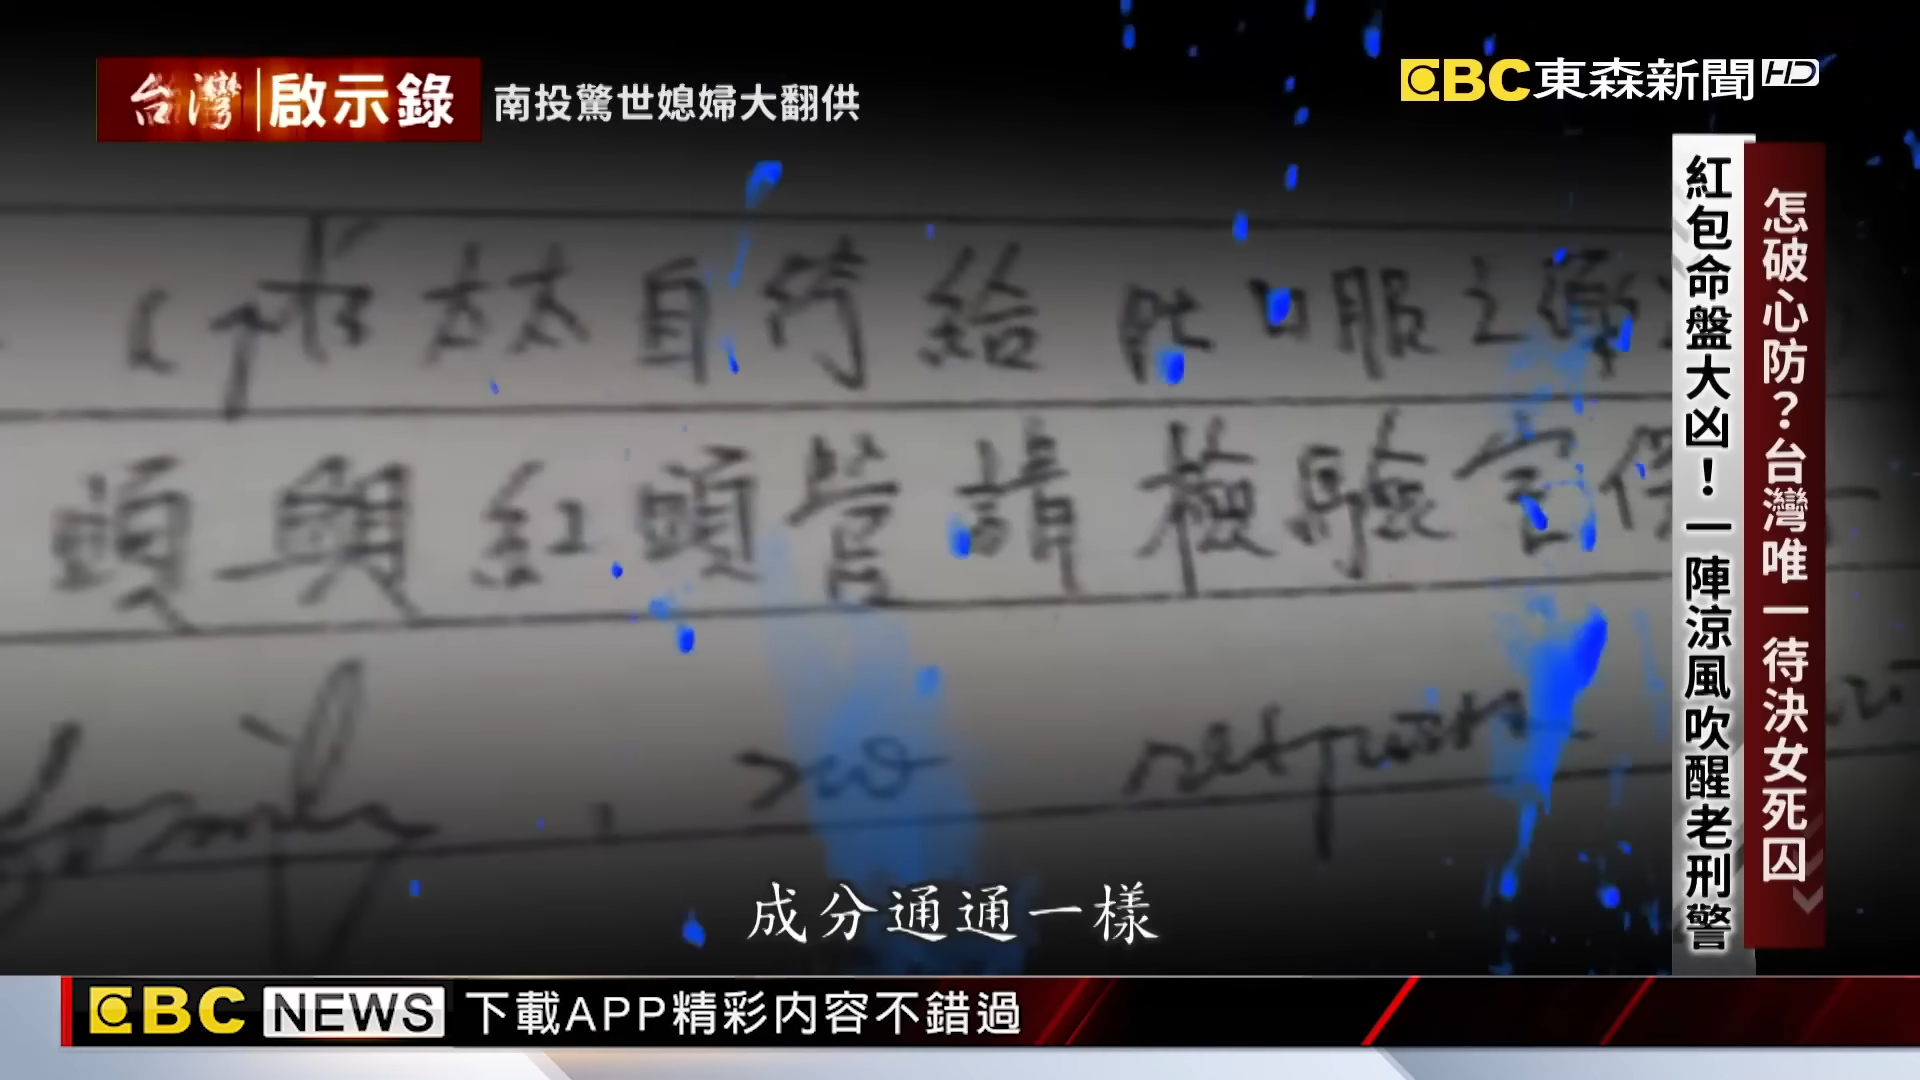 台灣啟示錄
南投驚世媳婦大翻供
EBC東森新聞HD
怎破心防?台灣唯一待決女死囚
紅包命盤大凶!一陣涼風吹醒老刑警
自行給 口服之
頭與紅頭管請檢驗
family
成分通通一樣
EBC NEWS
下載APP精彩內容不錯過